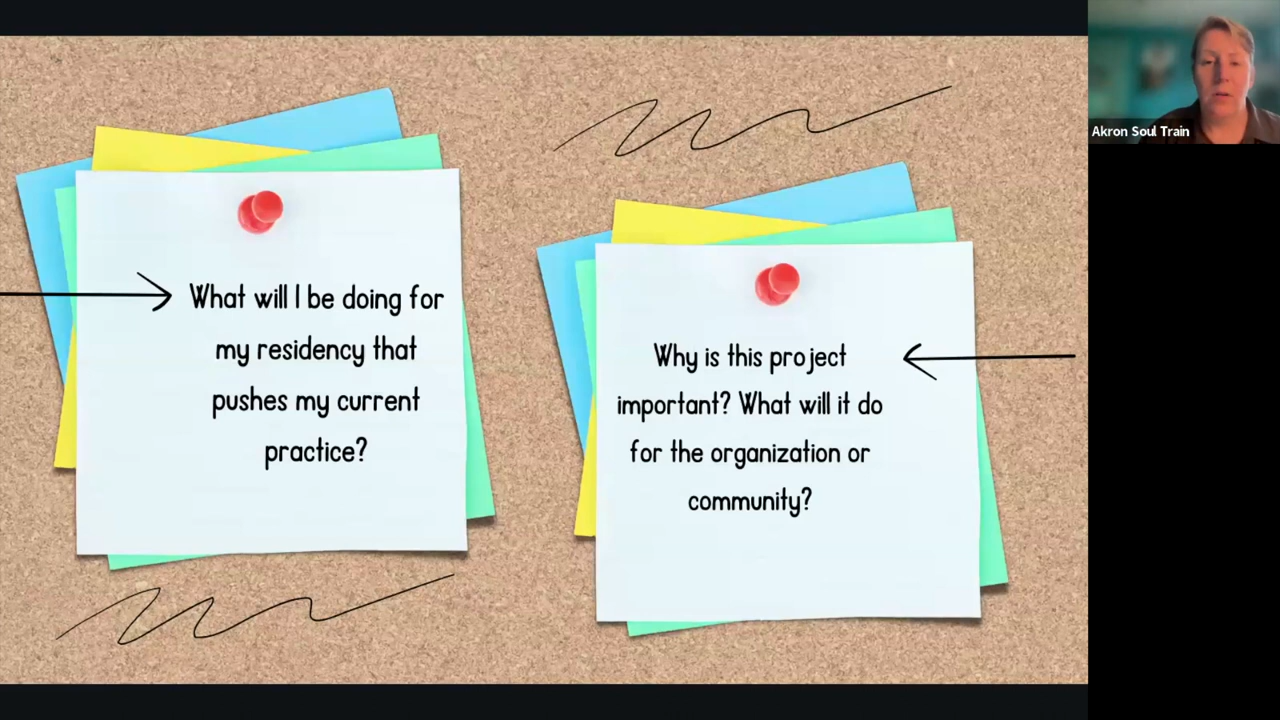 What will I be doing for
my residency that
pushes my current
practice?
Why is this project
important? What will it do
for the organization or
community?
Akron Soul Train